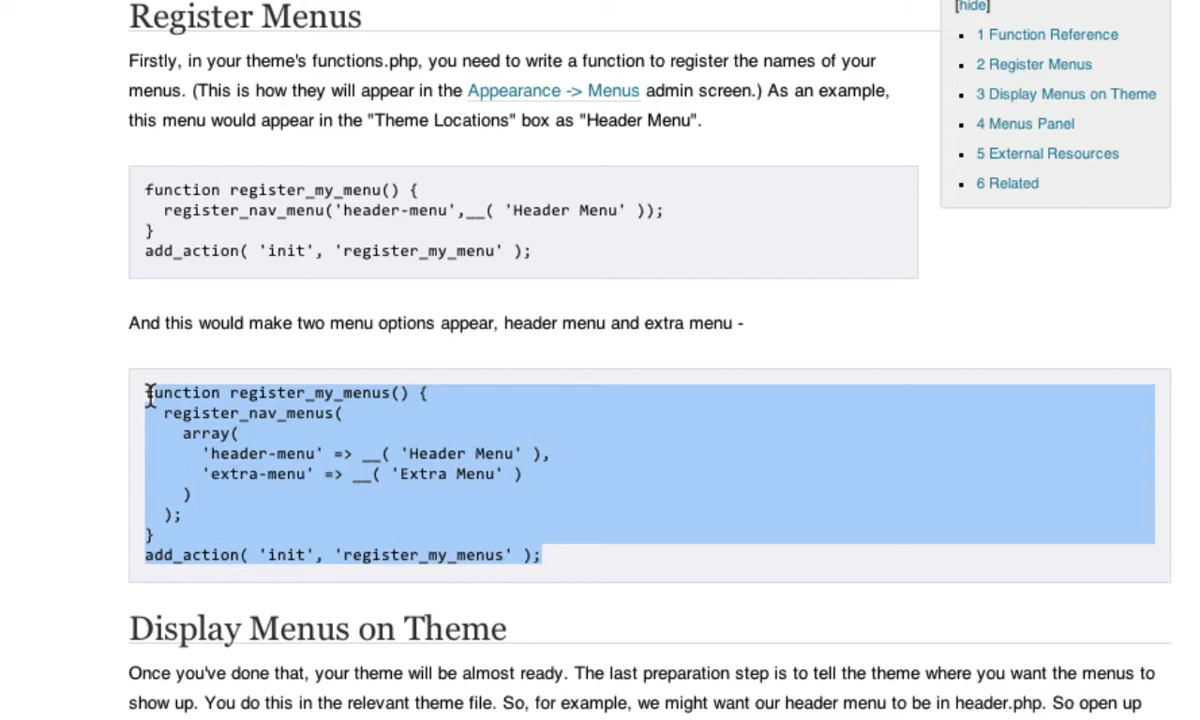 Register Menus
Firstly, in your theme's functions.php, you need to write a function to register the names of your
menus. (This is how they will appear in the Appearance -> Menus admin screen.) As an example,
this menu would appear in the "Theme Locations" box as "Header Menu".
function register_my_menu() {
  register_nav_menu('header-menu',__( 'Header Menu' ));
}
add_action( 'init', 'register_my_menu' );
And this would make two menu options appear, header menu and extra menu -
function register_my_menus() {
  register_nav_menus(
    array(
      'header-menu' => __( 'Header Menu' ),
      'extra-menu' => __( 'Extra Menu' )
    )
  );
}
add_action( 'init', 'register_my_menus' );
Display Menus on Theme
Once you've done that, your theme will be almost ready. The last preparation step is to tell the theme where you want the menus to
show up. You do this in the relevant theme file. So, for example, we might want our header menu to be in header.php. So open up
[hide]
1 Function Reference
2 Register Menus
3 Display Menus on Theme
4 Menus Panel
5 External Resources
6 Related